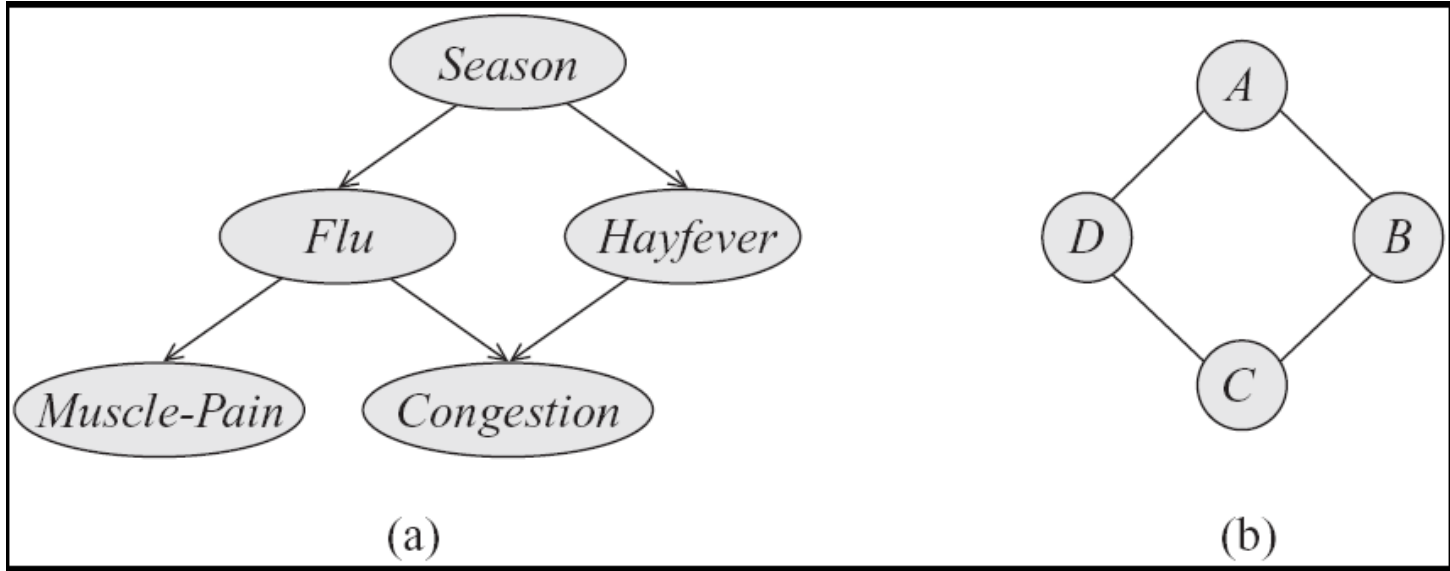 Season
Flu
Hayfever
Muscle-Pain
Congestion
(a)
A
D
B
C
(b)